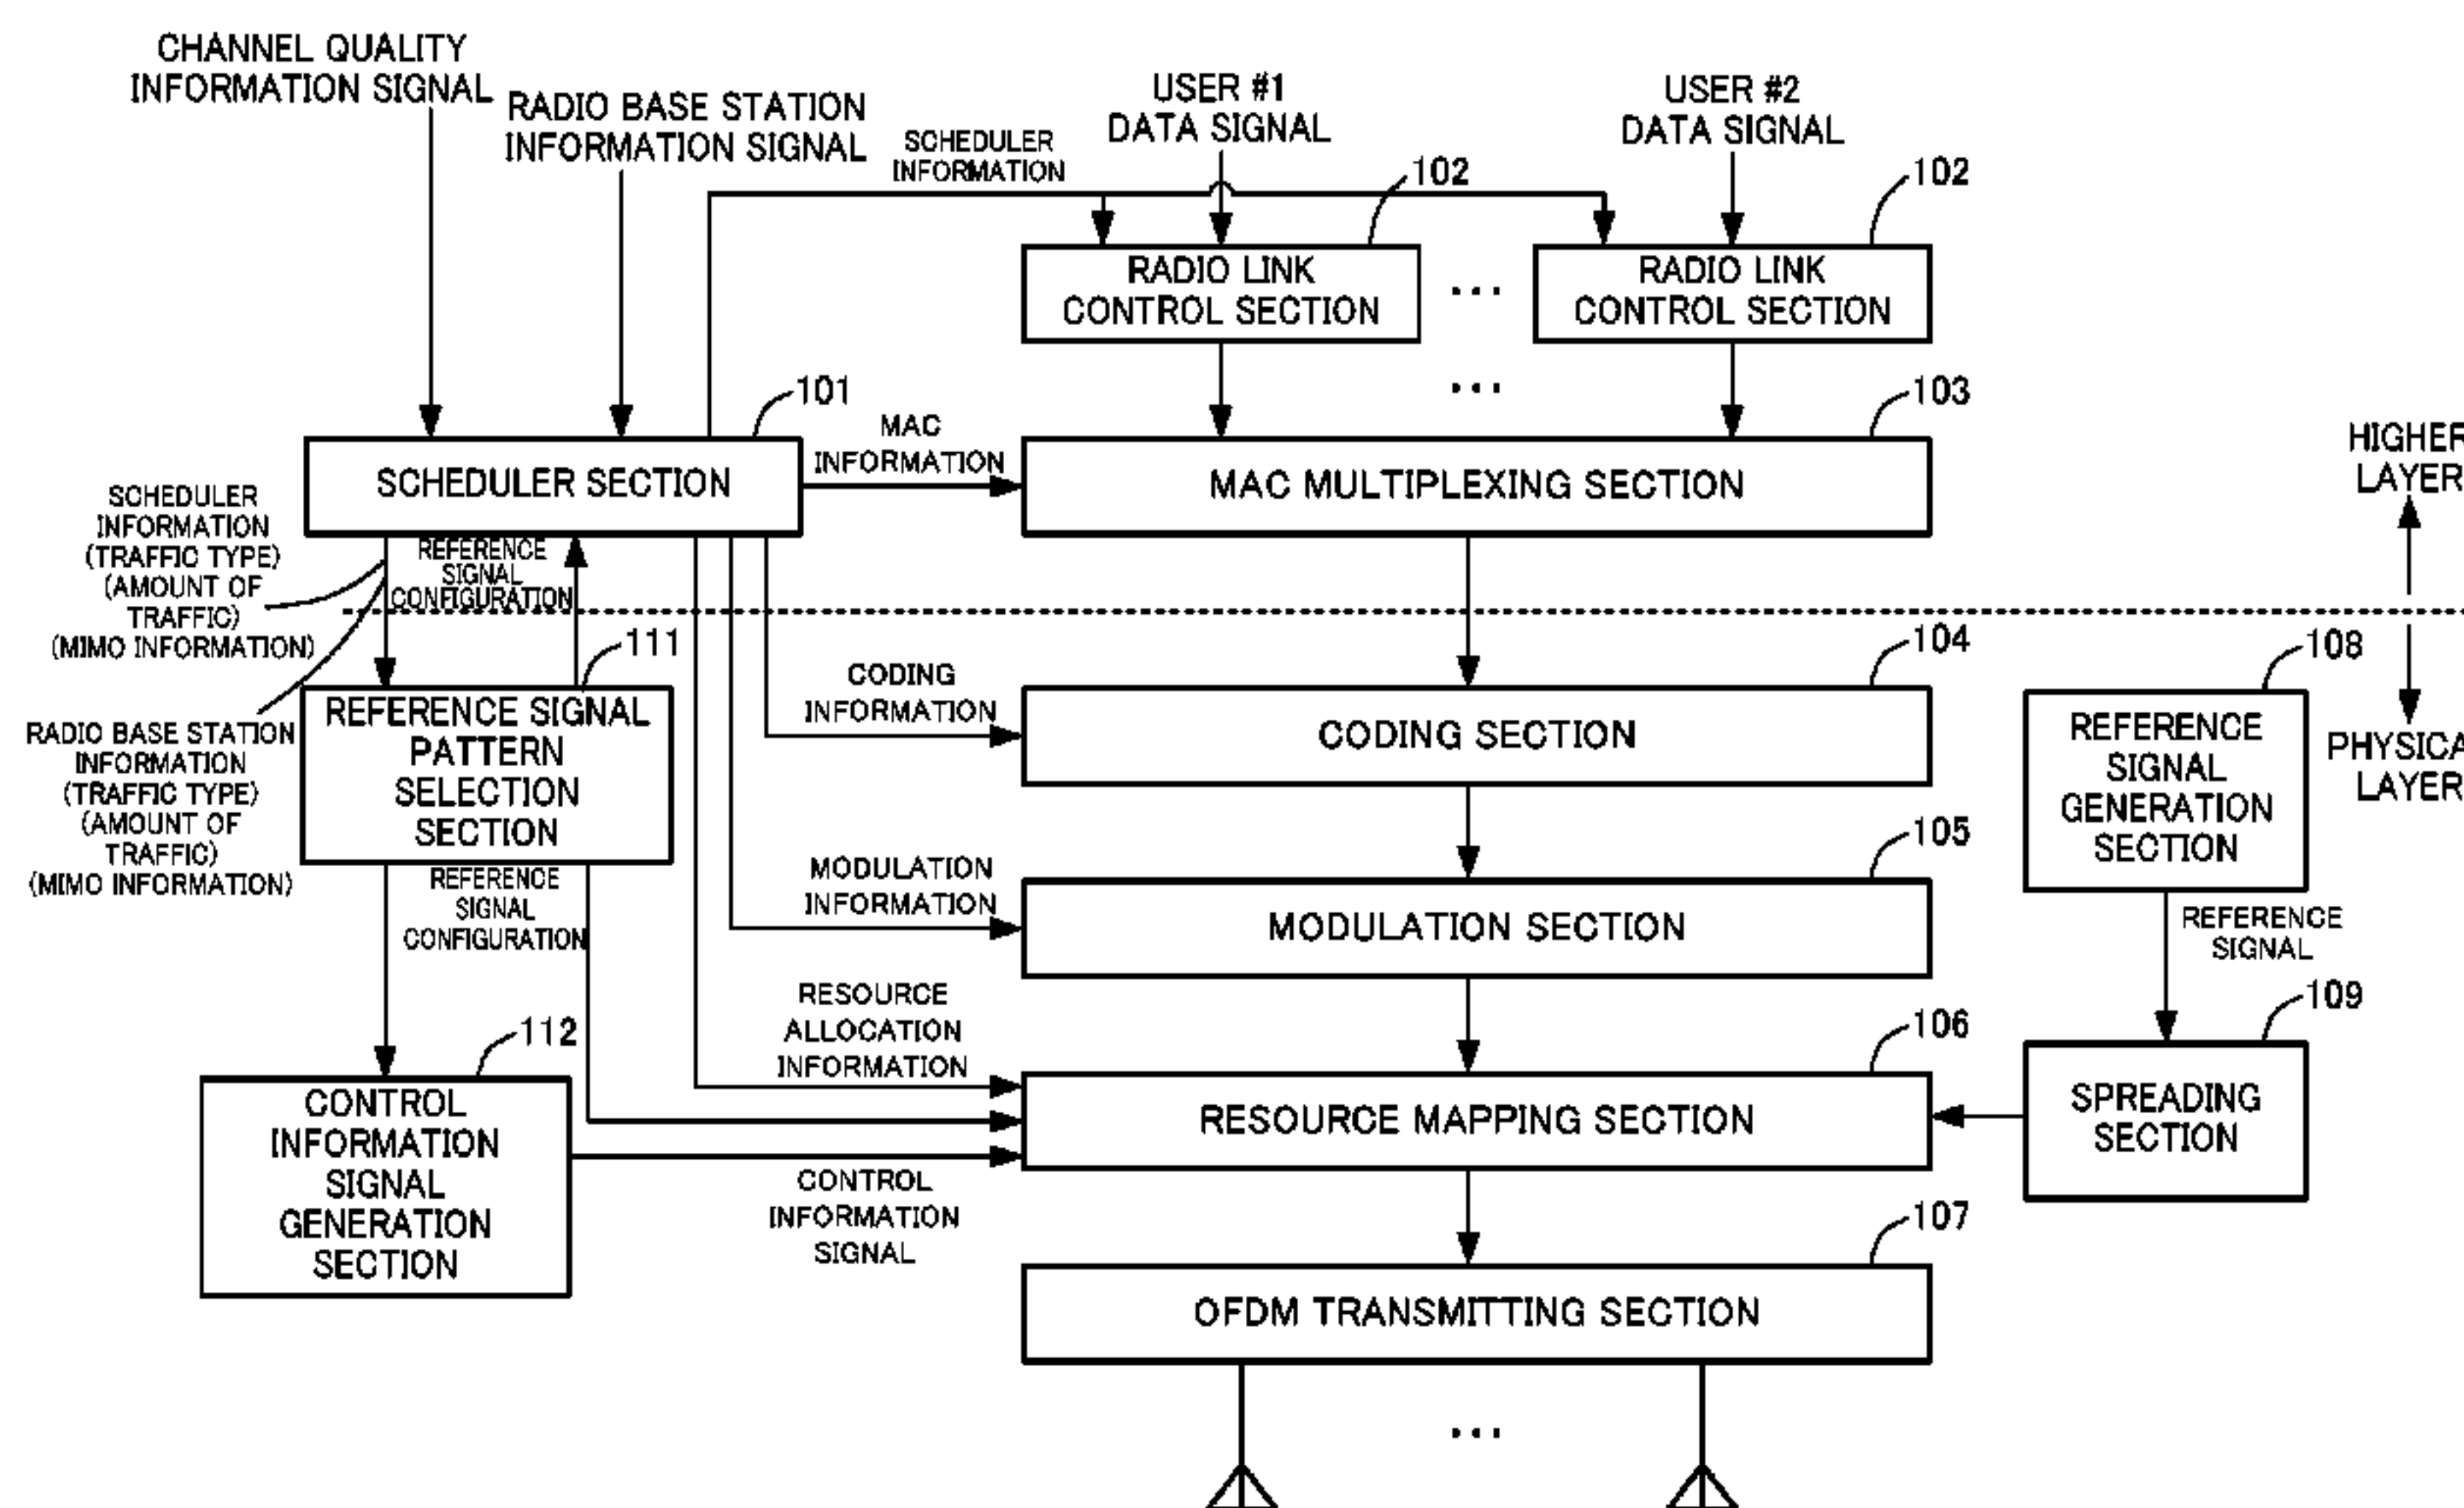 CHANNEL QUALITY
INFORMATION SIGNAL
RADIO BASE STATION
INFORMATION SIGNAL
SCHEDULER
INFORMATION
USER #1
DATA SIGNAL
USER #2
DATA SIGNAL
102
102
RADIO LINK
CONTROL SECTION
...
RADIO LINK
CONTROL SECTION
...
101
103
SCHEDULER SECTION
MAC
INFORMATION
MAC MULTIPLEXING SECTION
HIGHER
LAYER
SCHEDULER
INFORMATION
(TRAFFIC TYPE)
(AMOUNT OF
TRAFFIC)
(MIMO INFORMATION)
REFERENCE
SIGNAL
CONFIGURATION
111
104
108
REFERENCE SIGNAL
PATTERN
SELECTION
SECTION
CODING
INFORMATION
CODING SECTION
REFERENCE
SIGNAL
GENERATION
SECTION
PHYSICA
LAYER
RADIO BASE STATION
INFORMATION
(TRAFFIC TYPE)
(AMOUNT OF
TRAFFIC)
(MIMO INFORMATION)
REFERENCE
SIGNAL
CONFIGURATION
MODULATION
INFORMATION
105
MODULATION SECTION
REFERENCE
SIGNAL
109
112
RESOURCE
ALLOCATION
INFORMATION
106
CONTROL
INFORMATION
SIGNAL
GENERATION
SECTION
RESOURCE MAPPING SECTION
SPREADING
SECTION
CONTROL
INFORMATION
SIGNAL
107
OFDM TRANSMITTING SECTION
...